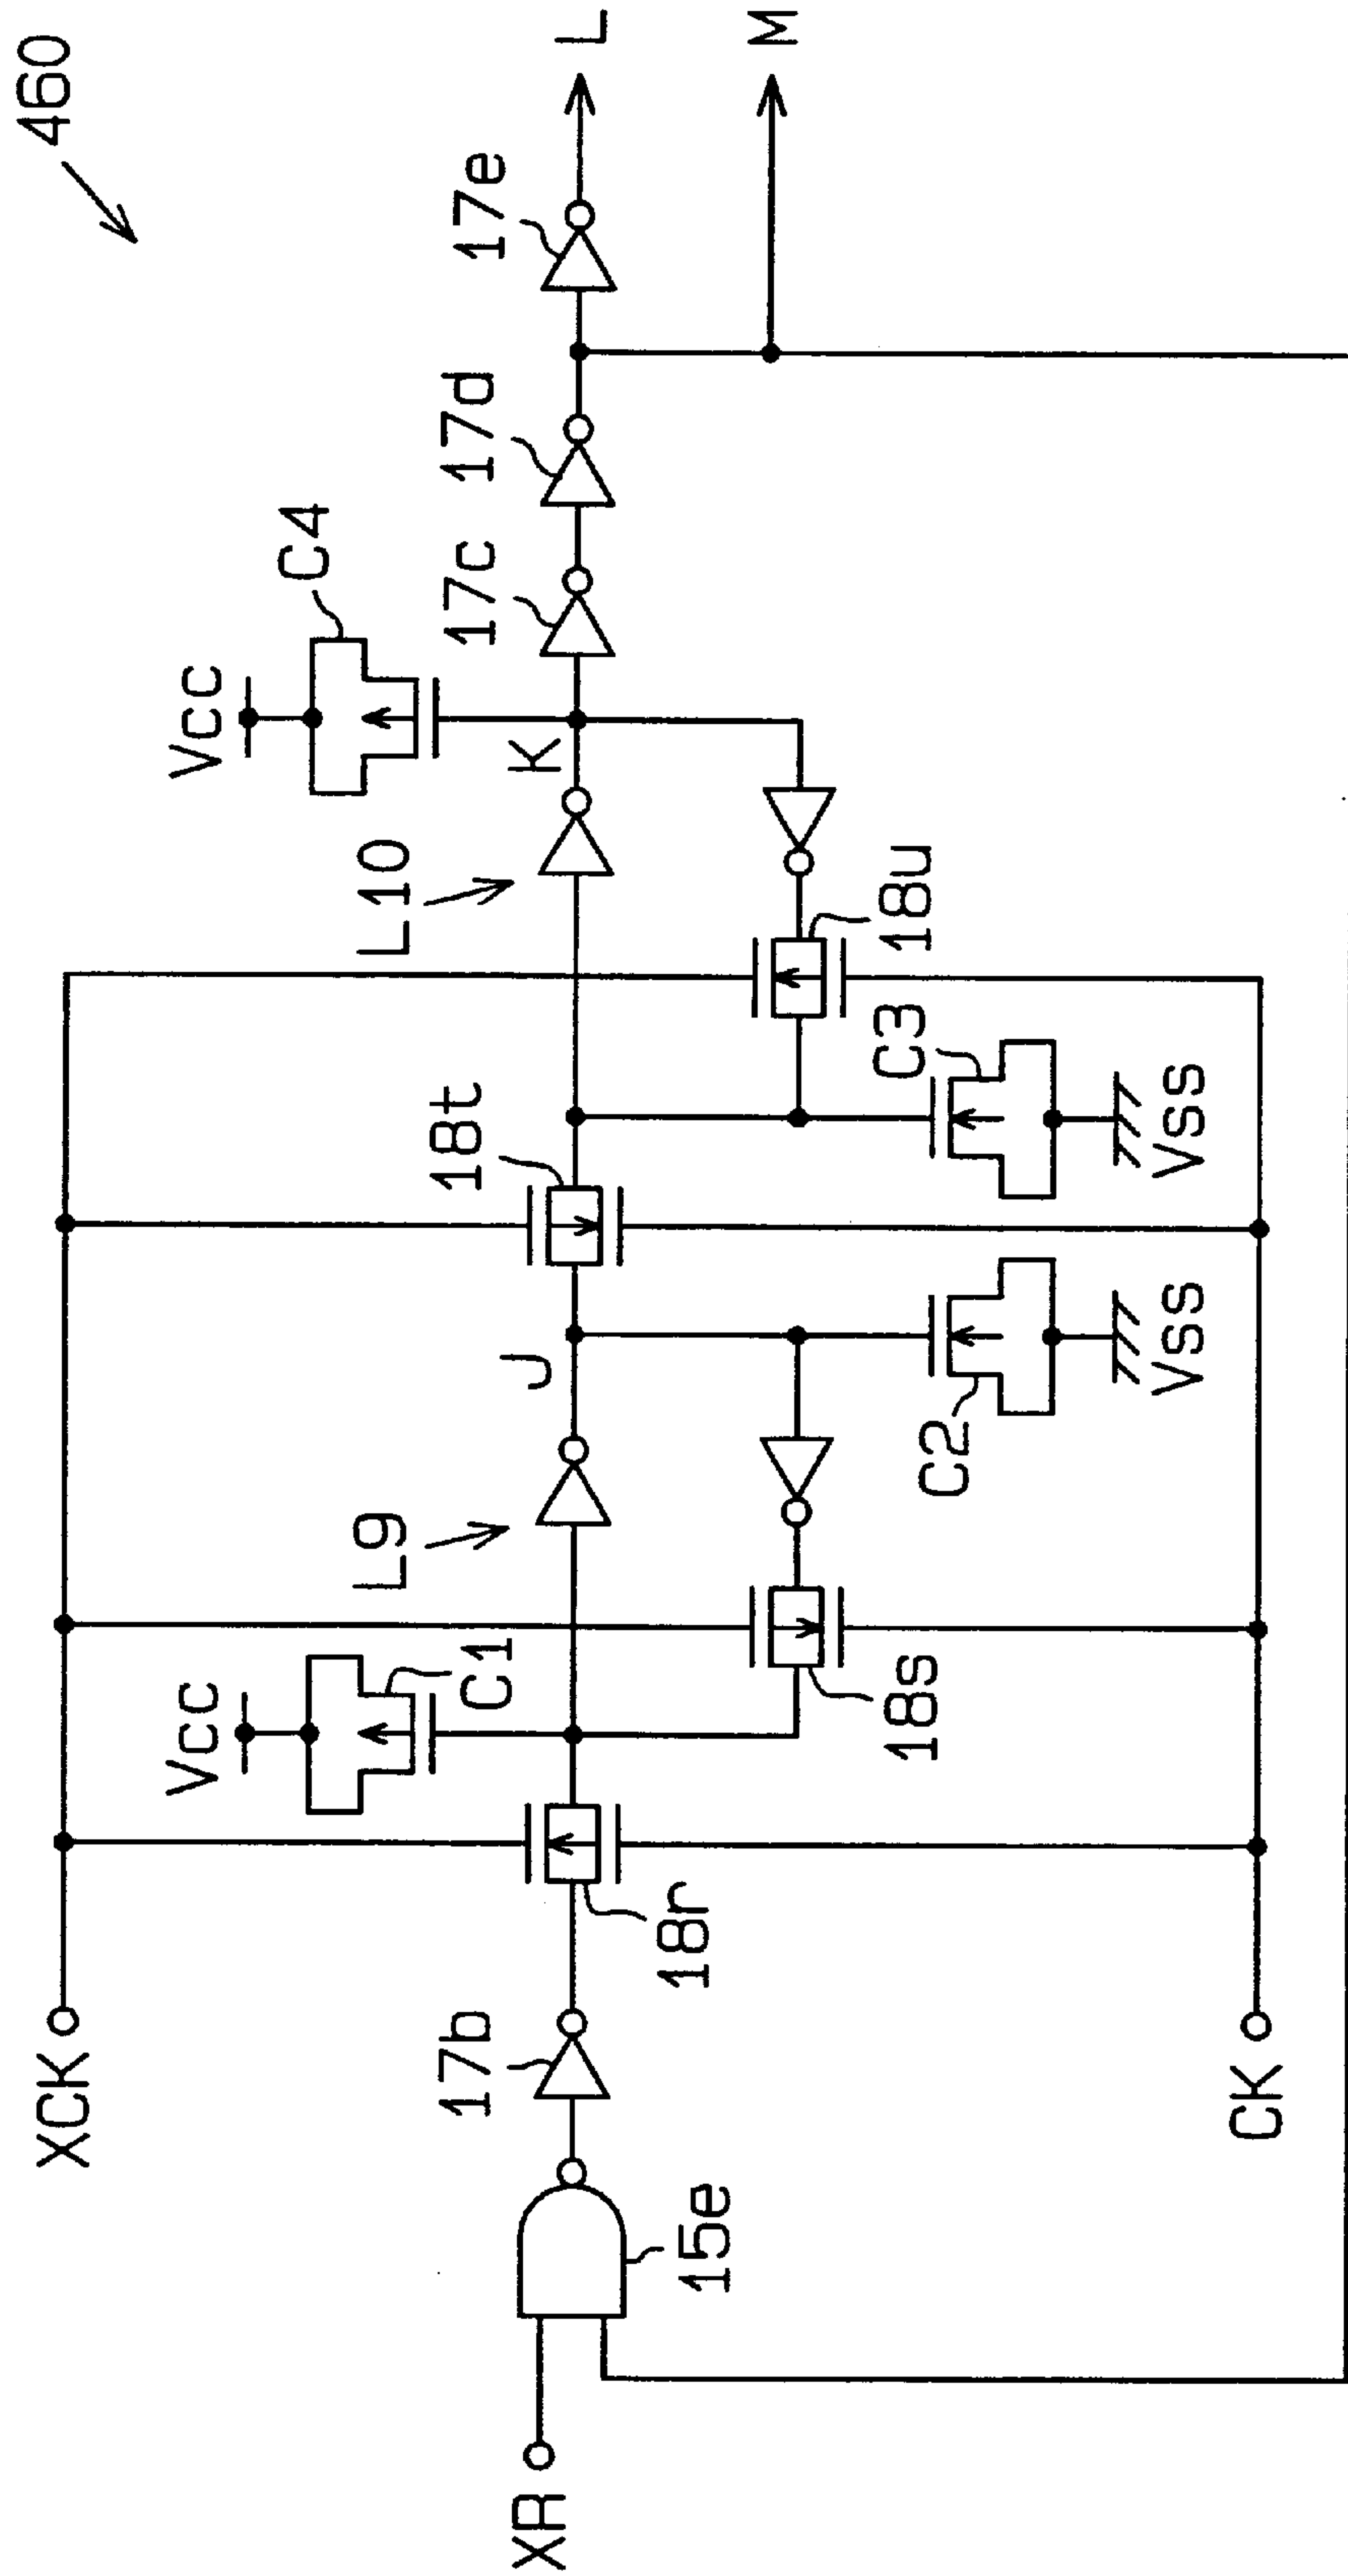 460
XCK
Vcc
C1
L9
L10
Vcc
C4
XR
15e
17b
18r
18s
J
18t
K
17c
17d
17e
L
M
C2
Vss
C3
Vss
18u
CK